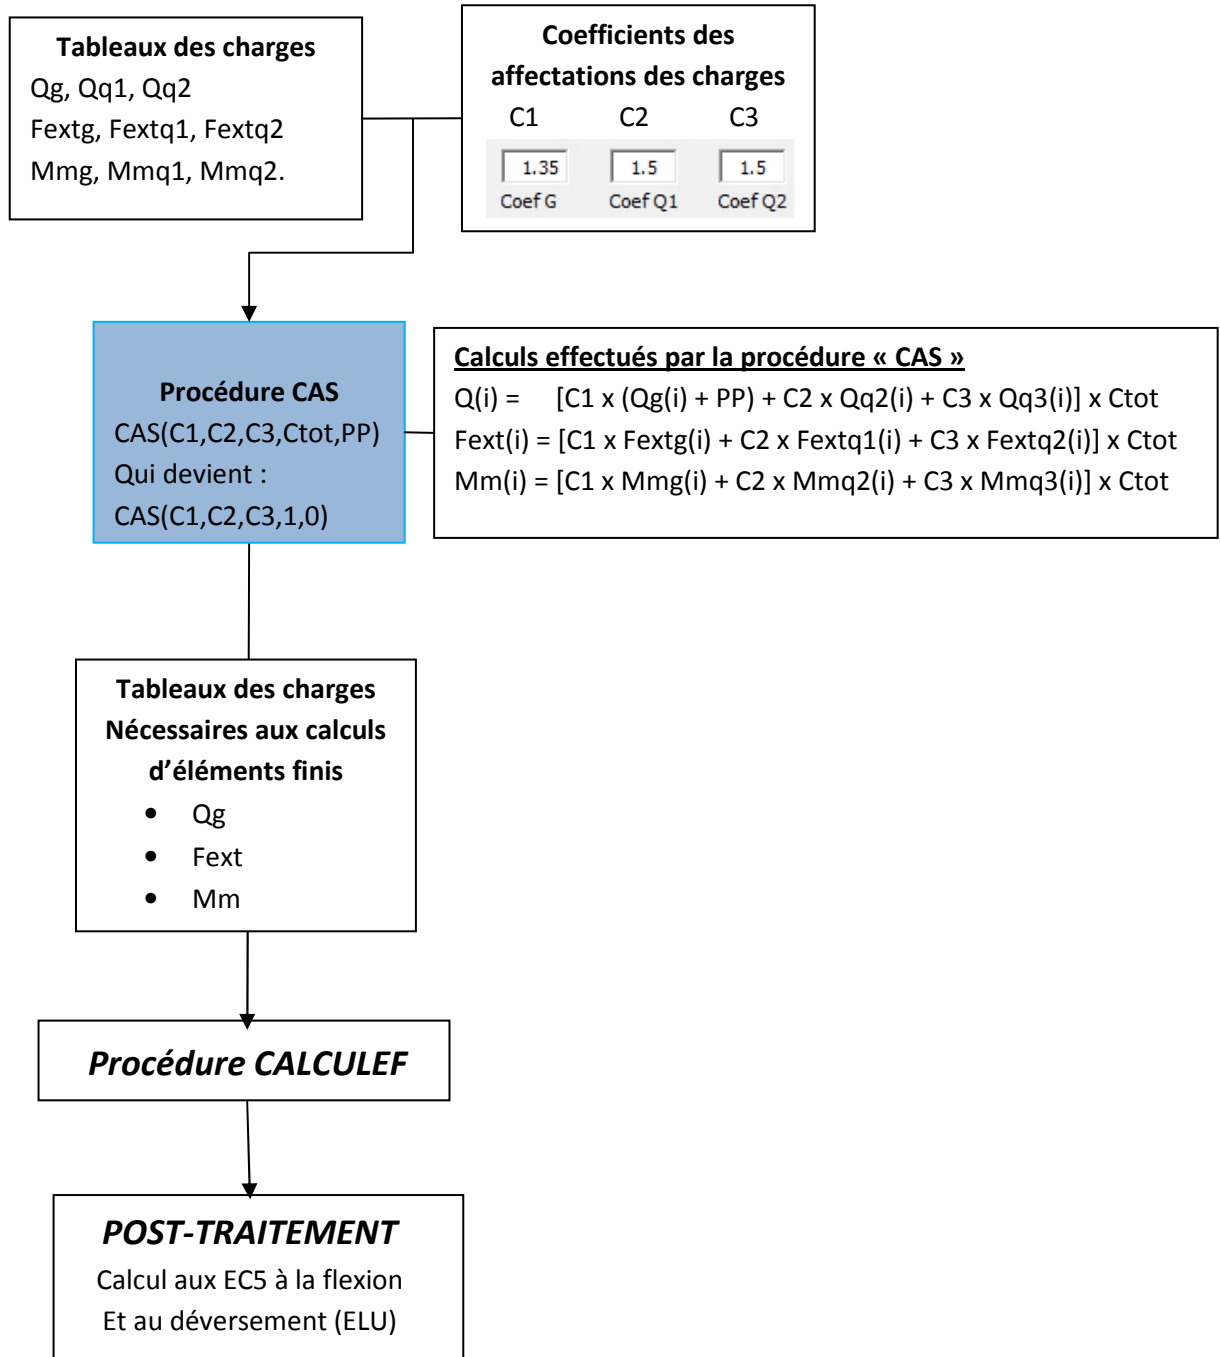 Tableaux des charges
Qg, Qq1, Qq2
Fextg, Fextq1, Fextq2
Mmg, Mmq1, Mmq2.
Coefficients des
affectations des charges
C1 C2 C3
1.35 1.5 1.5
Coef G Coef Q1 Coef Q2
Procédure CAS
CAS(C1,C2,C3,Ctot,PP)
Qui devient :
CAS(C1,C2,C3,1,0)
Calculs effectués par la procédure « CAS »
Q(i) = [C1 x (Qg(i) + PP) + C2 x Qq2(i) + C3 x Qq3(i)] x Ctot
Fext(i) = [C1 x Fextg(i) + C2 x Fextq1(i) + C3 x Fextq2(i)] x Ctot
Mm(i) = [C1 x Mmg(i) + C2 x Mmq2(i) + C3 x Mmq3(i)] x Ctot
Tableaux des charges
Nécessaires aux calculs
d’éléments finis
• Qg
• Fext
• Mm
Procédure CALCULEF
POST-TRAITEMENT
Calcul aux EC5 à la flexion
Et au déversement (ELU)